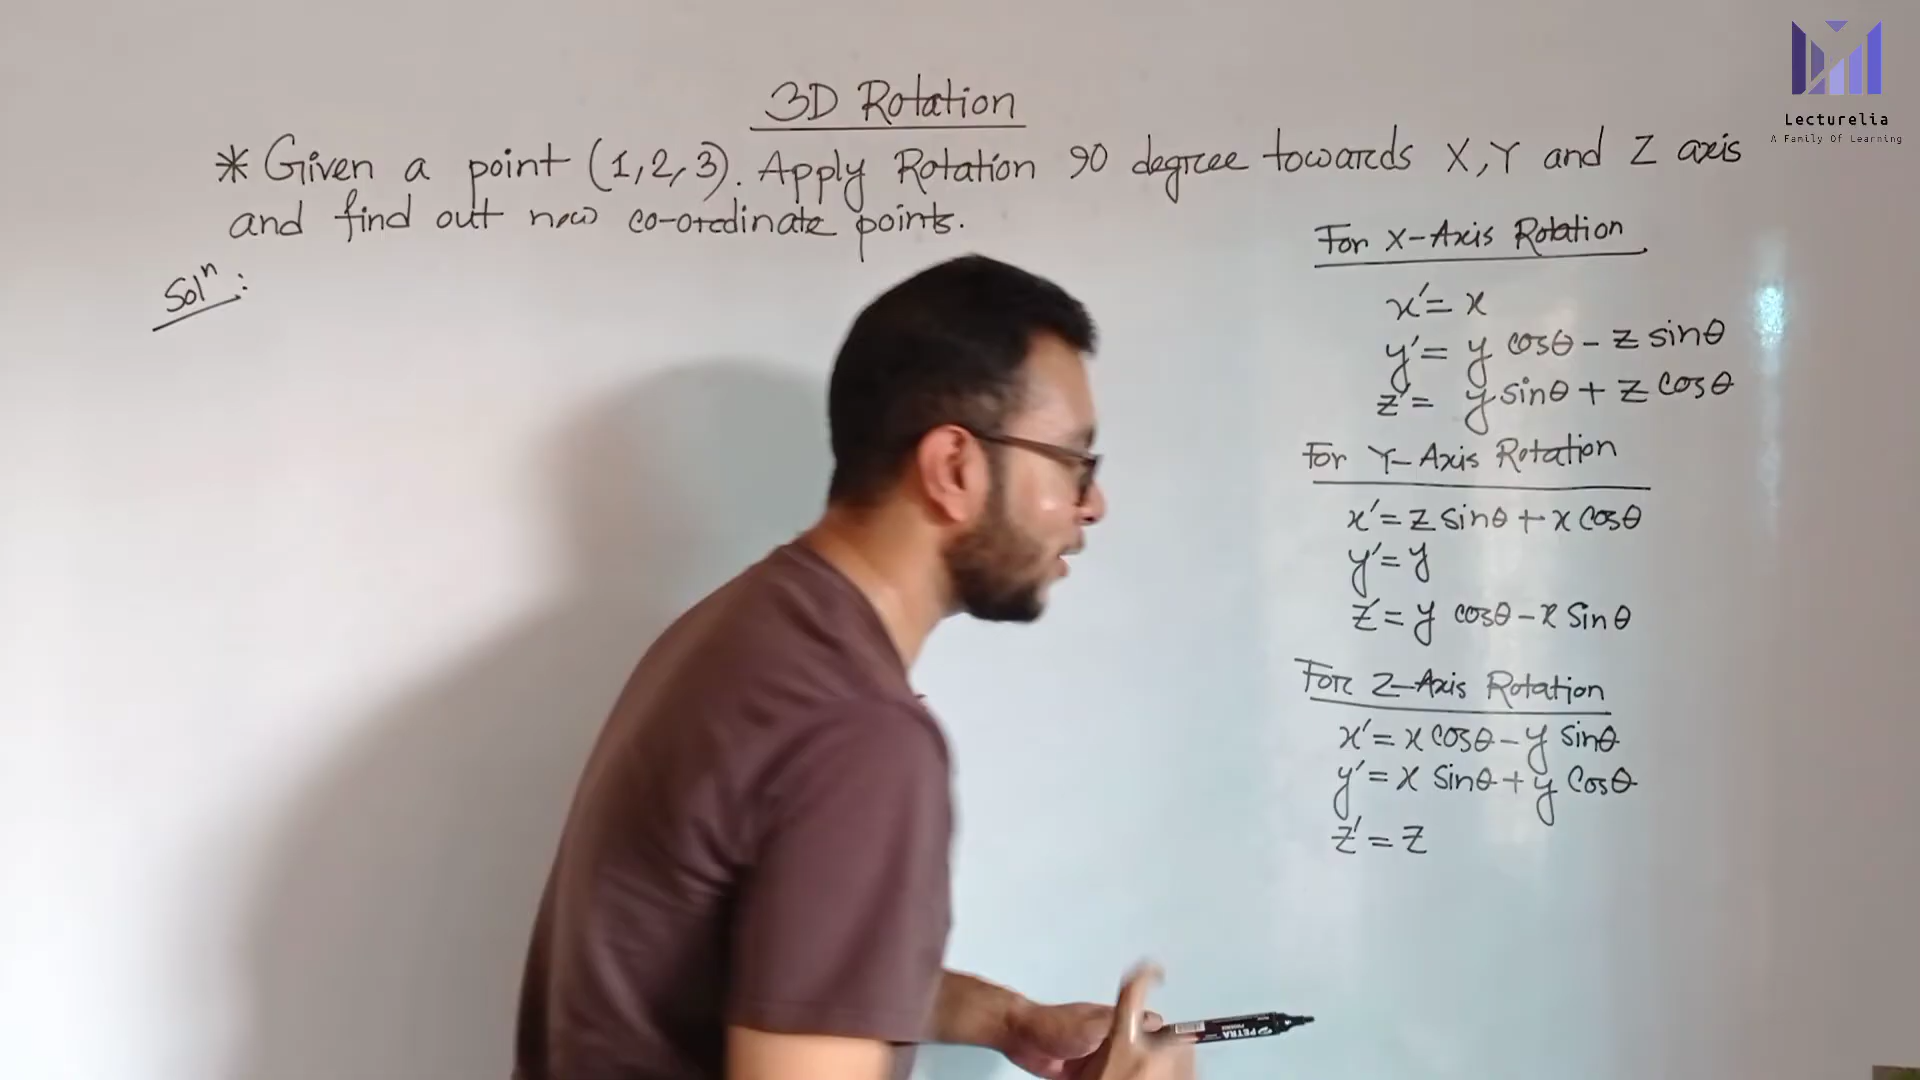 3D Rotation
* Given a point (1,2,3). Apply Rotation 90 degree towards X,Y and Z axis
and find out new co-ordinate points.
Solⁿ:
For X-Axis Rotation
x' = x
y' = y cosθ - z sinθ
z' = y sinθ + z cosθ
For Y-Axis Rotation
x' = z sinθ + x cosθ
y' = y
z' = y cosθ - x sinθ
For Z-Axis Rotation
x' = x cosθ - y sinθ
y' = x sinθ + y cosθ
z' = z
Lecturelia
A Family Of Learning
PETRA